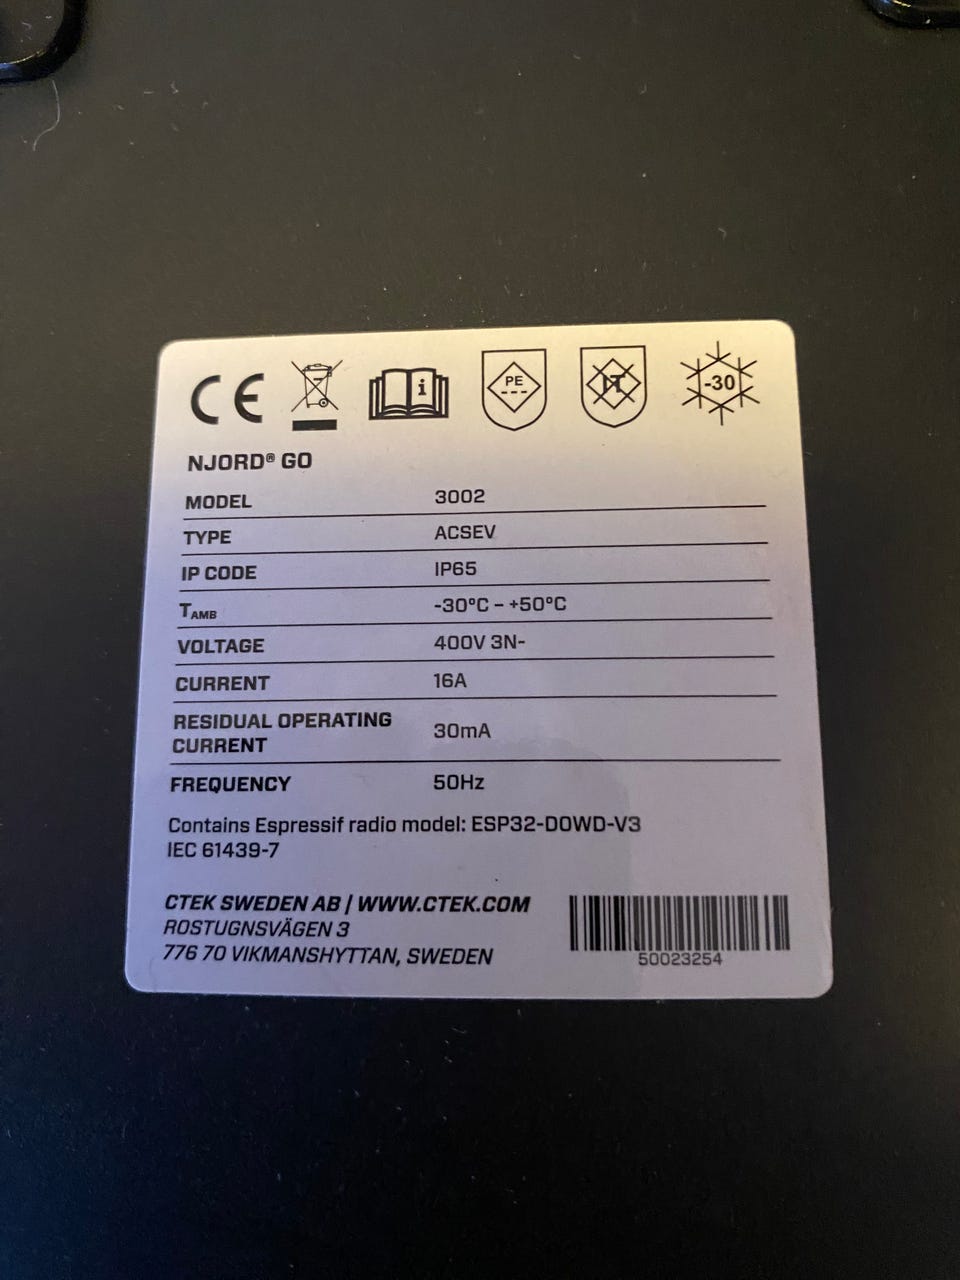 CE
i
PE
IT
-30
NJORD® GO
MODEL 3002
TYPE ACSEV
IP CODE IP65
TAMB -30°C – +50°C
VOLTAGE 400V 3N~
CURRENT 16A
RESIDUAL OPERATING
CURRENT 30mA
FREQUENCY 50Hz
Contains Espressif radio model: ESP32-D0WD-V3
IEC 61439-7
CTEK SWEDEN AB | WWW.CTEK.COM
ROSTUGNSVÄGEN 3
776 70 VIKMANSHYTTAN, SWEDEN
50023254